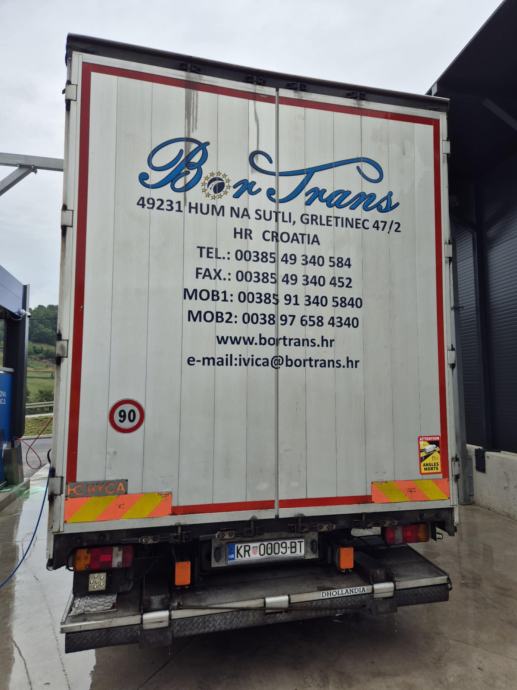 Bor Trans
49231 HUM NA SUTLI, GRLETINEC 47/2
HR CROATIA
TEL.: 00385 49 340 584
FAX.: 00385 49 340 452
MOB1: 00385 91 340 5840
MOB2: 0038 97 658 4340
www.bortrans.hr
e-mail:ivica@bortrans.hr
90
ATTENTION
ANGLES
MORTS
KR 0009-BT
DHOLLANDIA